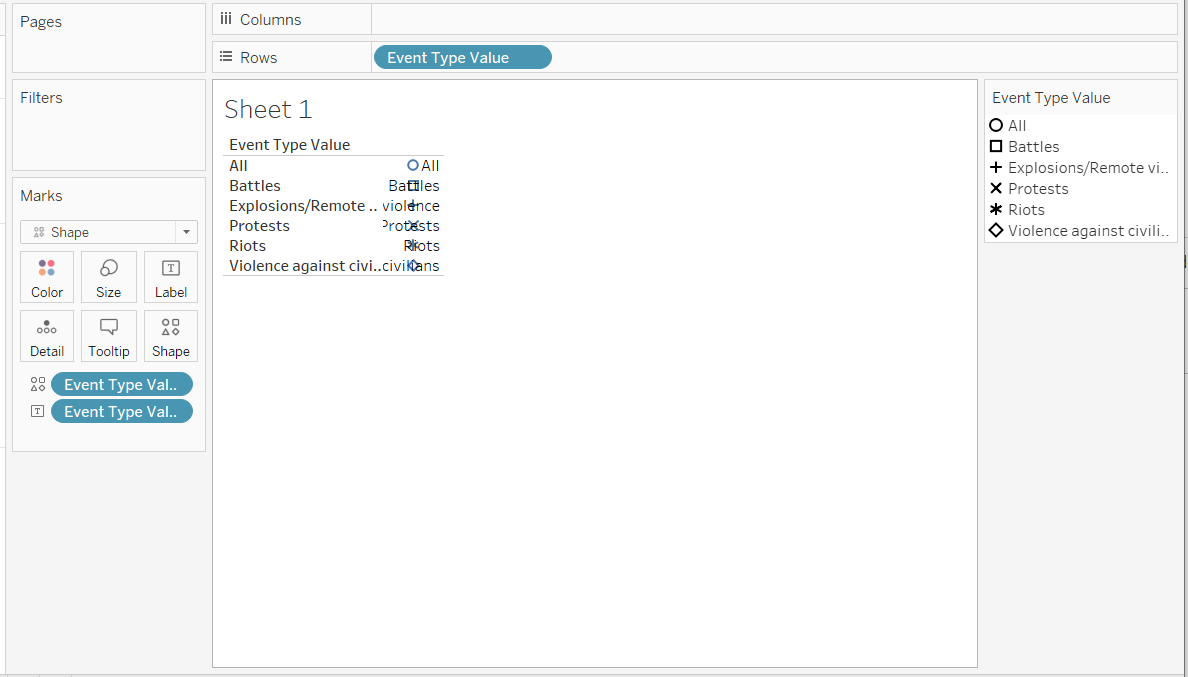 Pages
Columns
Rows
Event Type Value
Filters
Sheet 1
Event Type Value
All
All
Battles
Battles
Explosions/Remote ..
violence
Protests
Protests
Riots
Riots
Violence against civi..
civilians
Marks
Shape
Color
Size
Label
Detail
Tooltip
Shape
Event Type Val..
Event Type Val..
Event Type Value
All
Battles
Explosions/Remote vi..
Protests
Riots
Violence against civili..